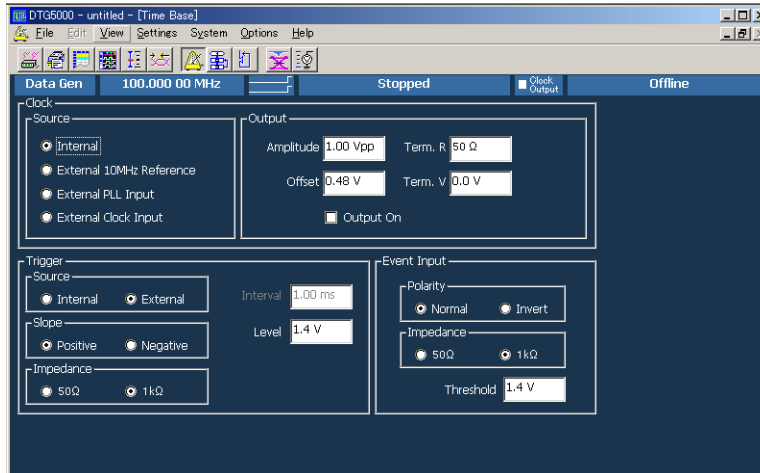 DTG5000 - untitled - [Time Base]
File Edit View Settings System Options Help
Data Gen 100.000 00 MHz Stopped Clock Output Offline
Clock
Source
Internal
External 10MHz Reference
External PLL Input
External Clock Input
Output
Amplitude 1.00 Vpp Term. R 50 Ω
Offset 0.48 V Term. V 0.0 V
Output On
Trigger
Source
Internal External
Interval 1.00 ms
Slope
Positive Negative
Level 1.4 V
Impedance
50Ω 1kΩ
Event Input
Polarity
Normal Invert
Impedance
50Ω 1kΩ
Threshold 1.4 V